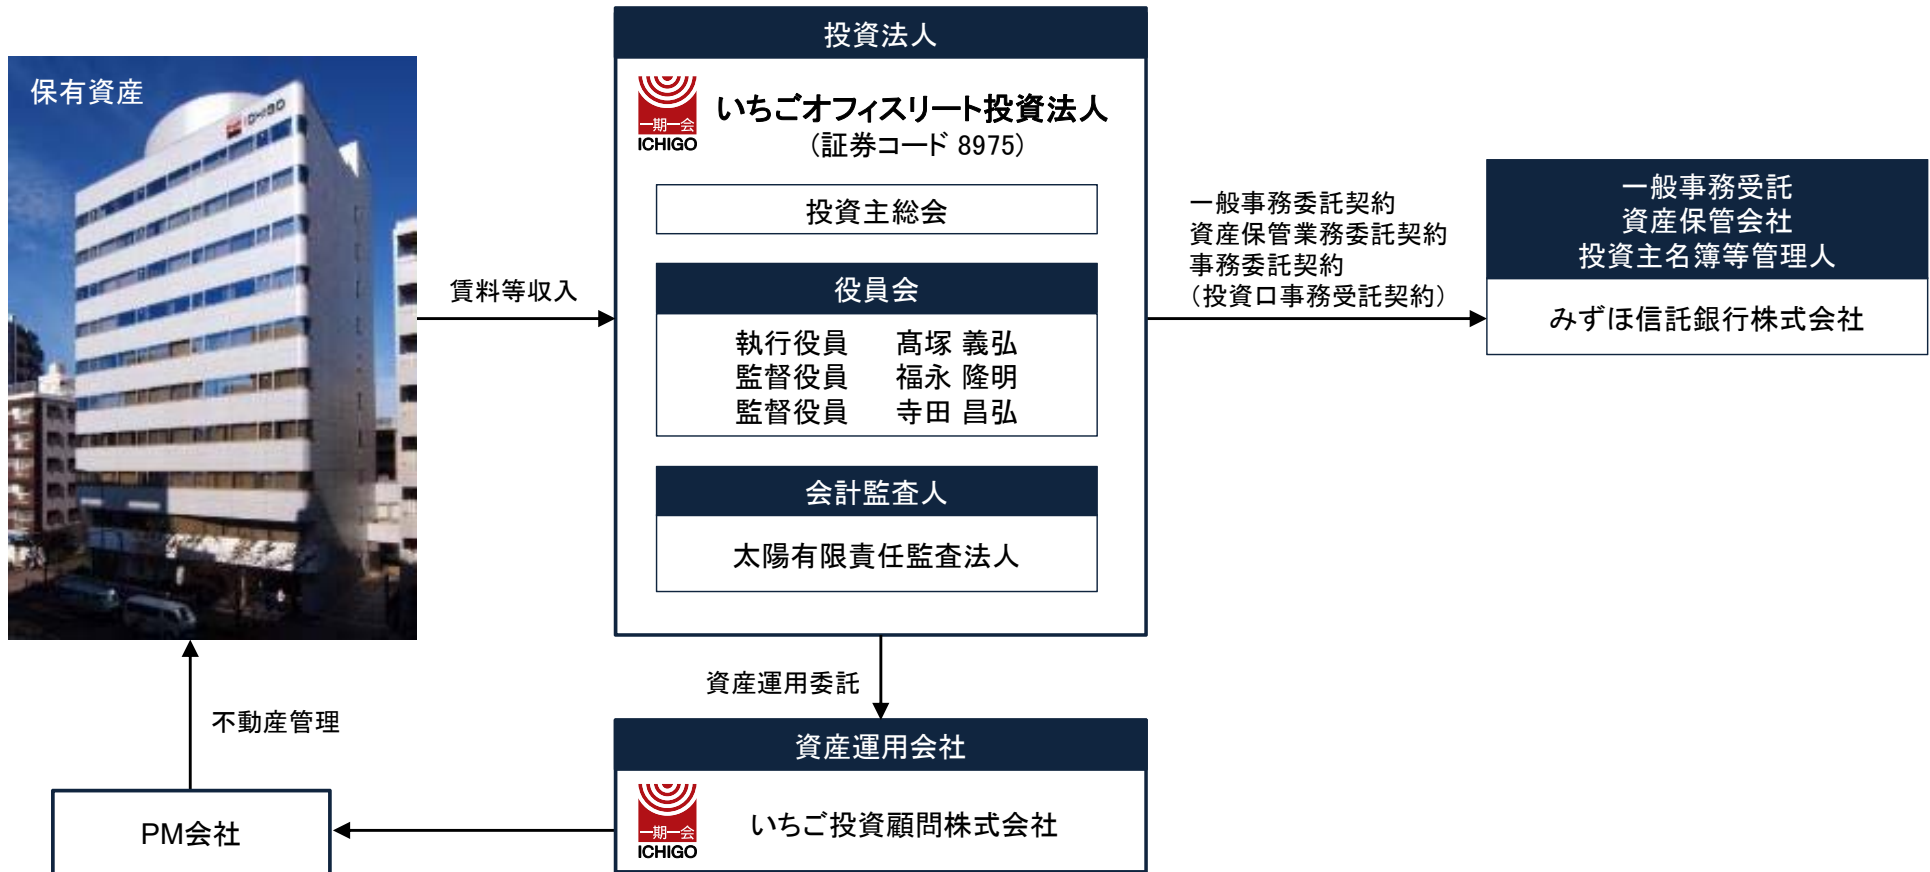 投資法人
保有資産
ICHIGO
一期一会
ICHIGO
いちごオフィスリート投資法人
(証券コード 8975)
投資主総会
役員会
執行役員 髙塚 義弘
監督役員 福永 隆明
監督役員 寺田 昌弘
会計監査人
太陽有限責任監査法人
賃料等収入
一般事務委託契約
資産保管業務委託契約
事務委託契約
(投資口事務受託契約)
一般事務受託
資産保管会社
投資主名簿等管理人
みずほ信託銀行株式会社
資産運用委託
不動産管理
資産運用会社
一期一会
ICHIGO
いちご投資顧問株式会社
PM会社